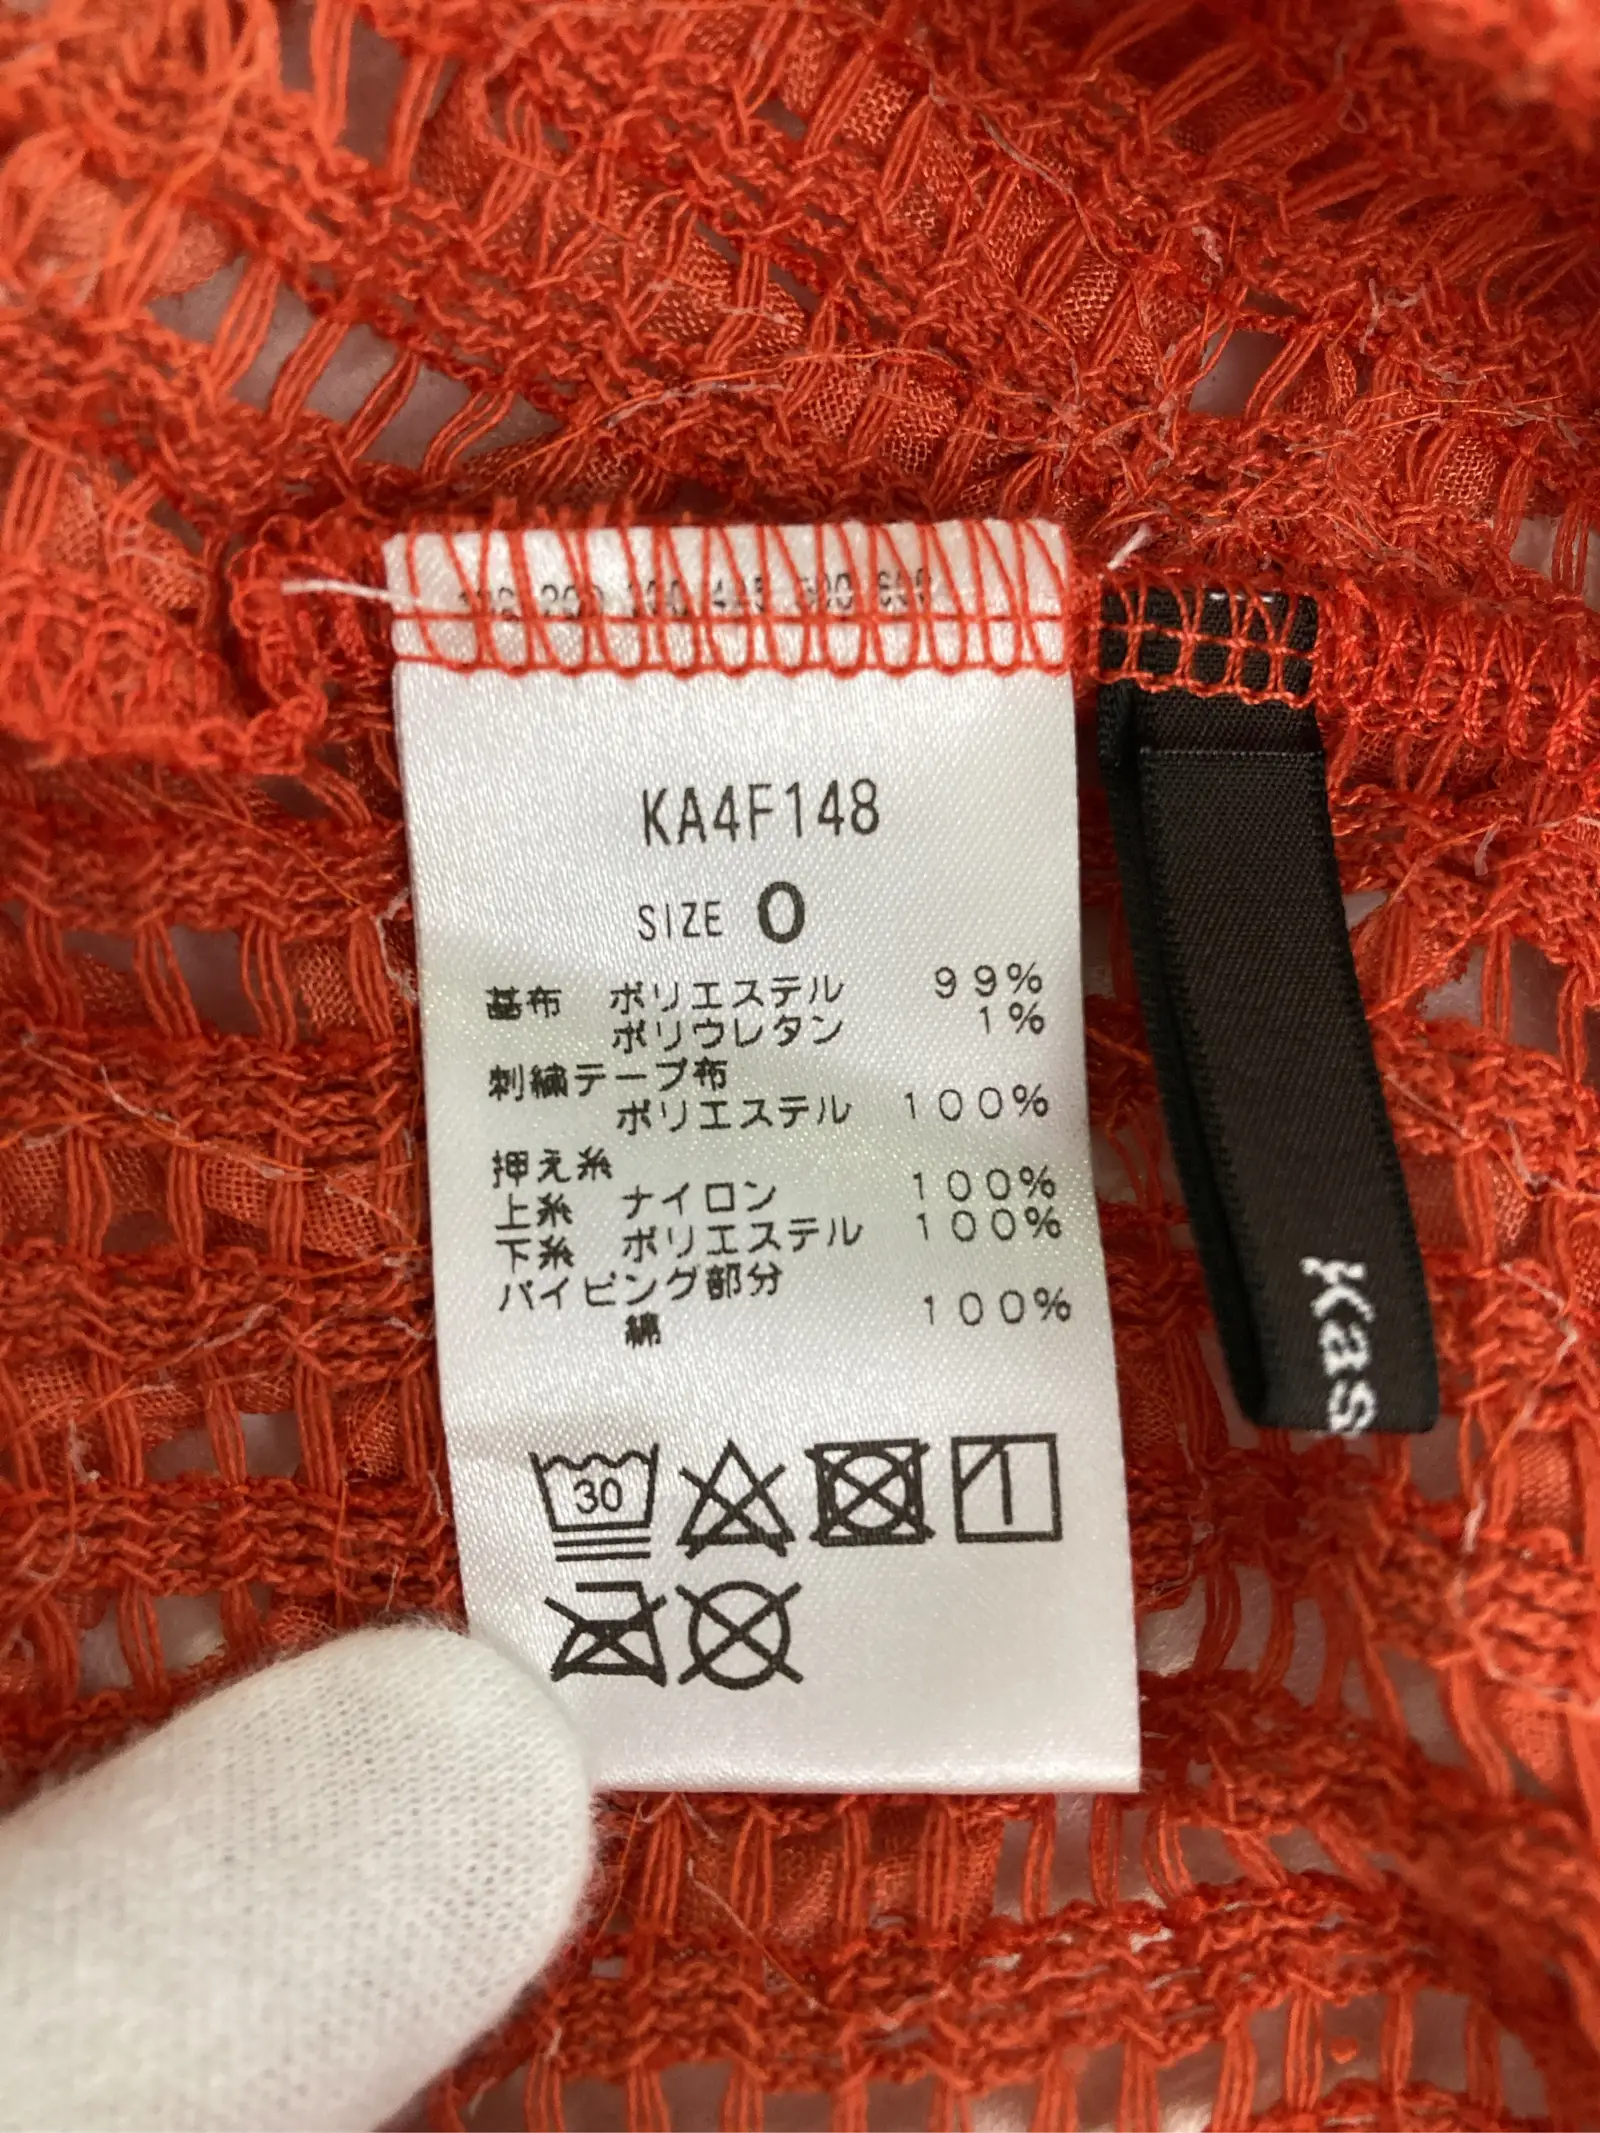 KA4F148
SIZE 0
基布 ポリエステル 99%
ポリウレタン 1%
刺繍テープ布
ポリエステル 100%
押え糸
上糸 ナイロン 100%
下糸 ポリエステル 100%
パイピング部分
綿 100%
30
Kas